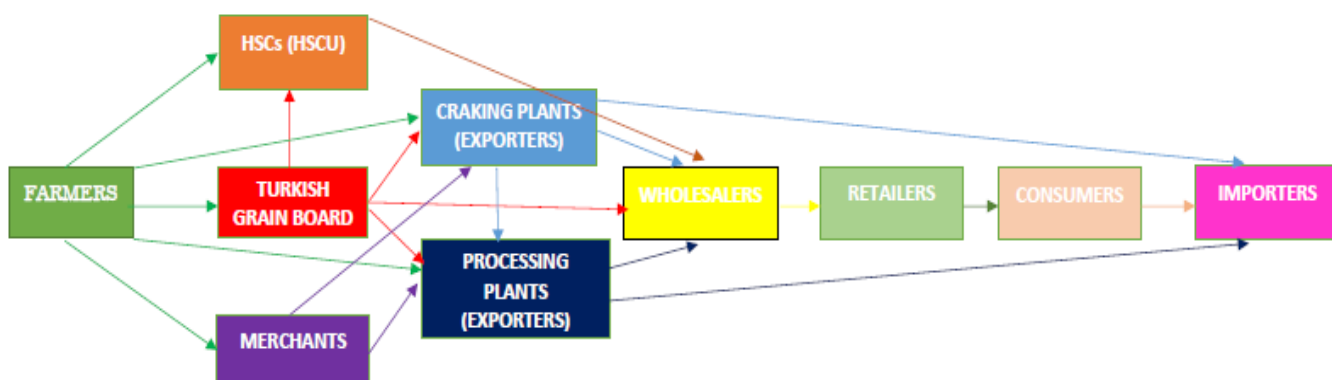 HSCs (HSCU)
CRAKING PLANTS
(EXPORTERS)
FARMERS
TURKISH
GRAIN BOARD
WHOLESALERS
RETAILERS
CONSUMERS
IMPORTERS
PROCESSING
PLANTS
(EXPORTERS)
MERCHANTS